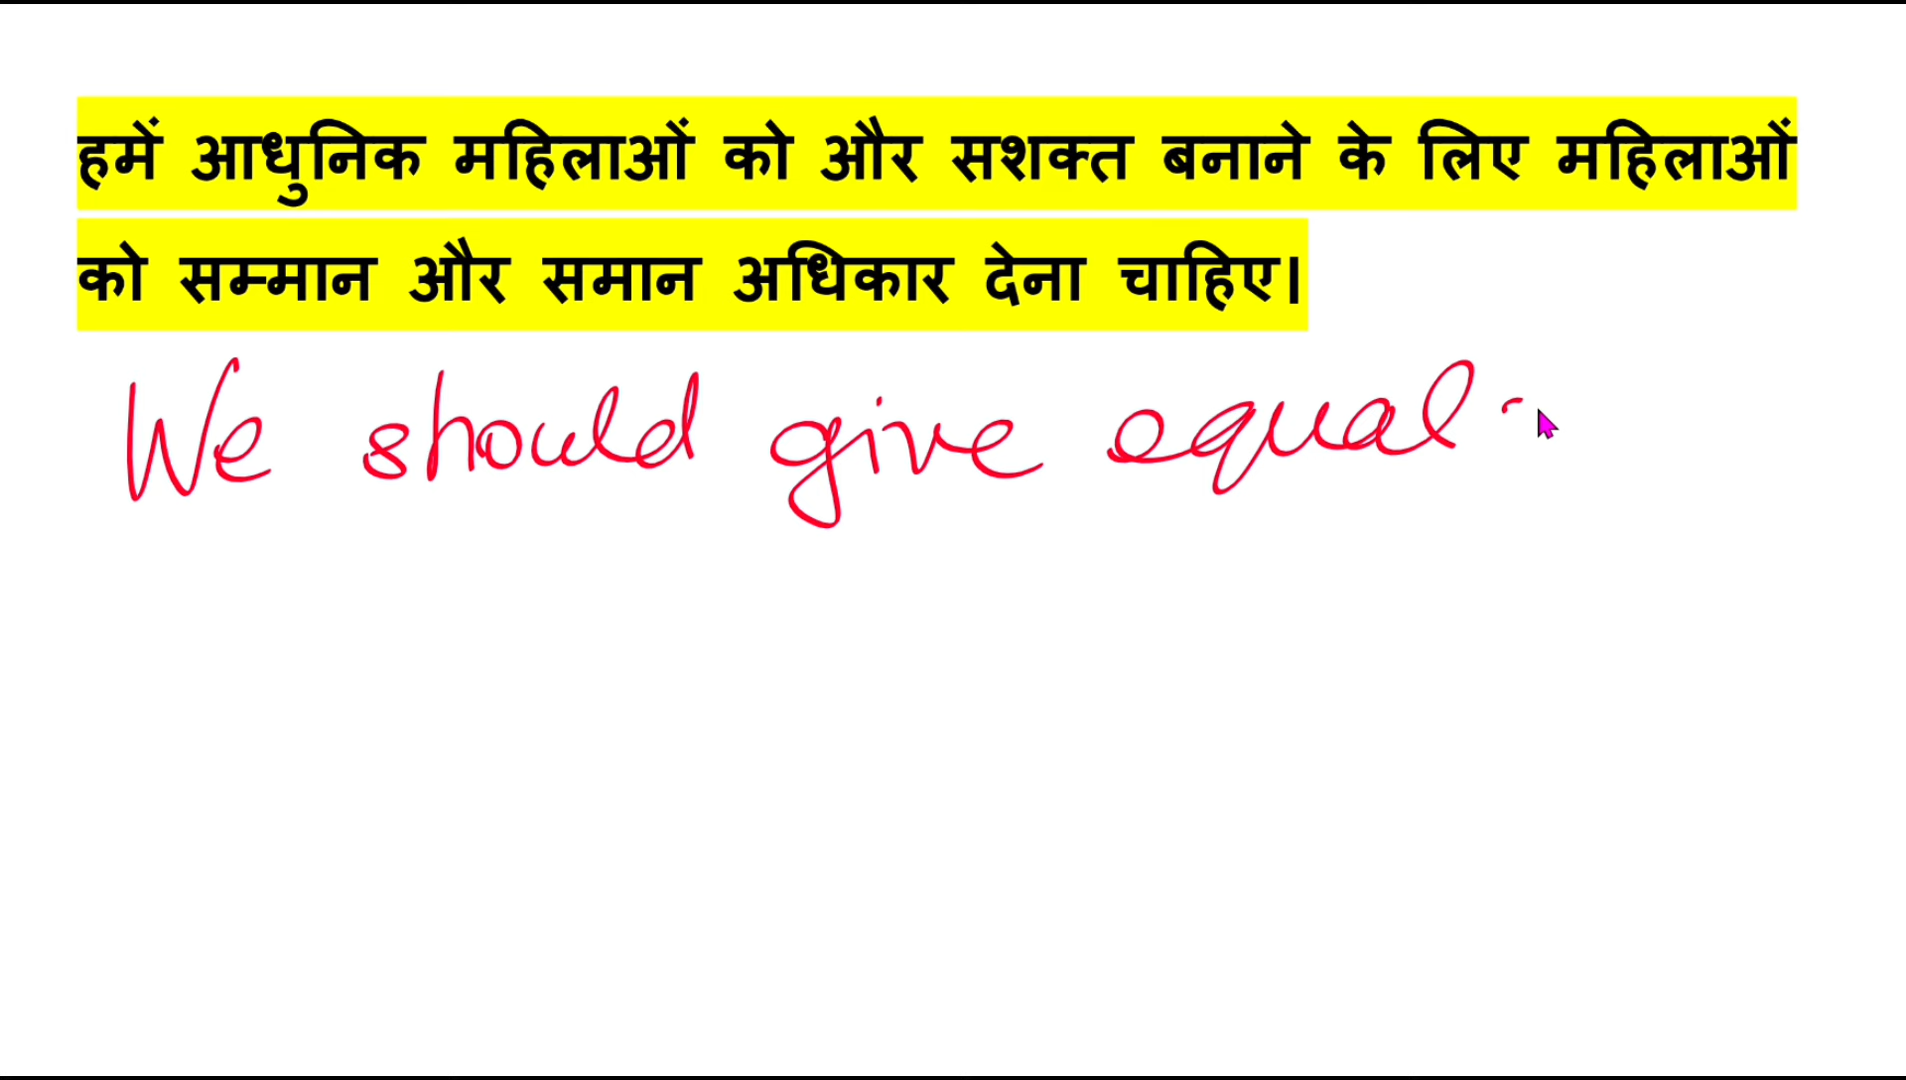 हमें आधुनिक महिलाओं को और सशक्त बनाने के लिए महिलाओं
को सम्मान और समान अधिकार देना चाहिए।
We should give equal